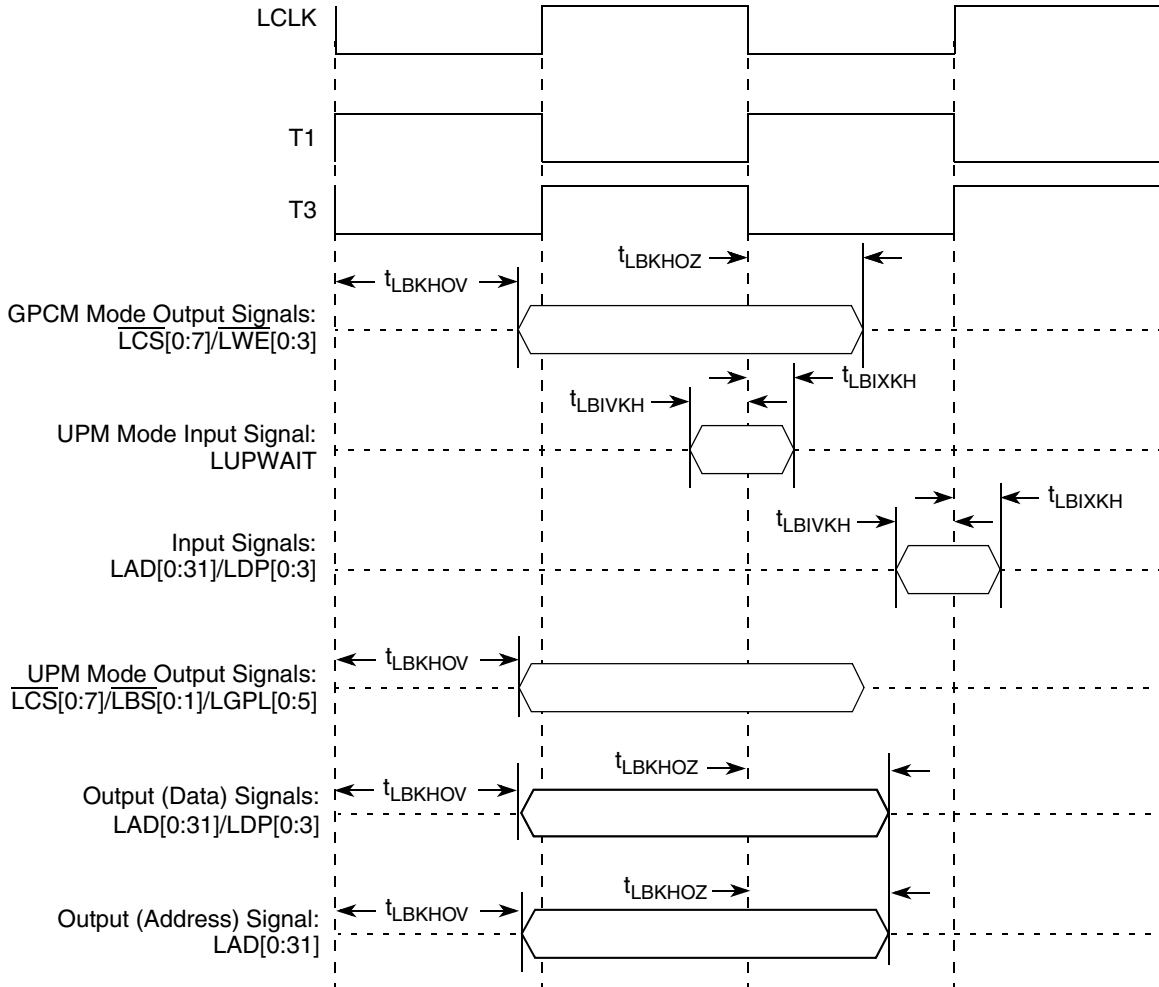 LCLK
T1
T3
tLBKHOZ
tLBKHOV
GPCM Mode Output Signals:
LCS[0:7]/LWE[0:3]
tLBIXKH
tLBIVKH
UPM Mode Input Signal:
LUPWAIT
tLBIXKH
tLBIVKH
Input Signals:
LAD[0:31]/LDP[0:3]
tLBKHOV
UPM Mode Output Signals:
LCS[0:7]/LBS[0:1]/LGPL[0:5]
tLBKHOZ
tLBKHOV
Output (Data) Signals:
LAD[0:31]/LDP[0:3]
tLBKHOZ
tLBKHOV
Output (Address) Signal:
LAD[0:31]